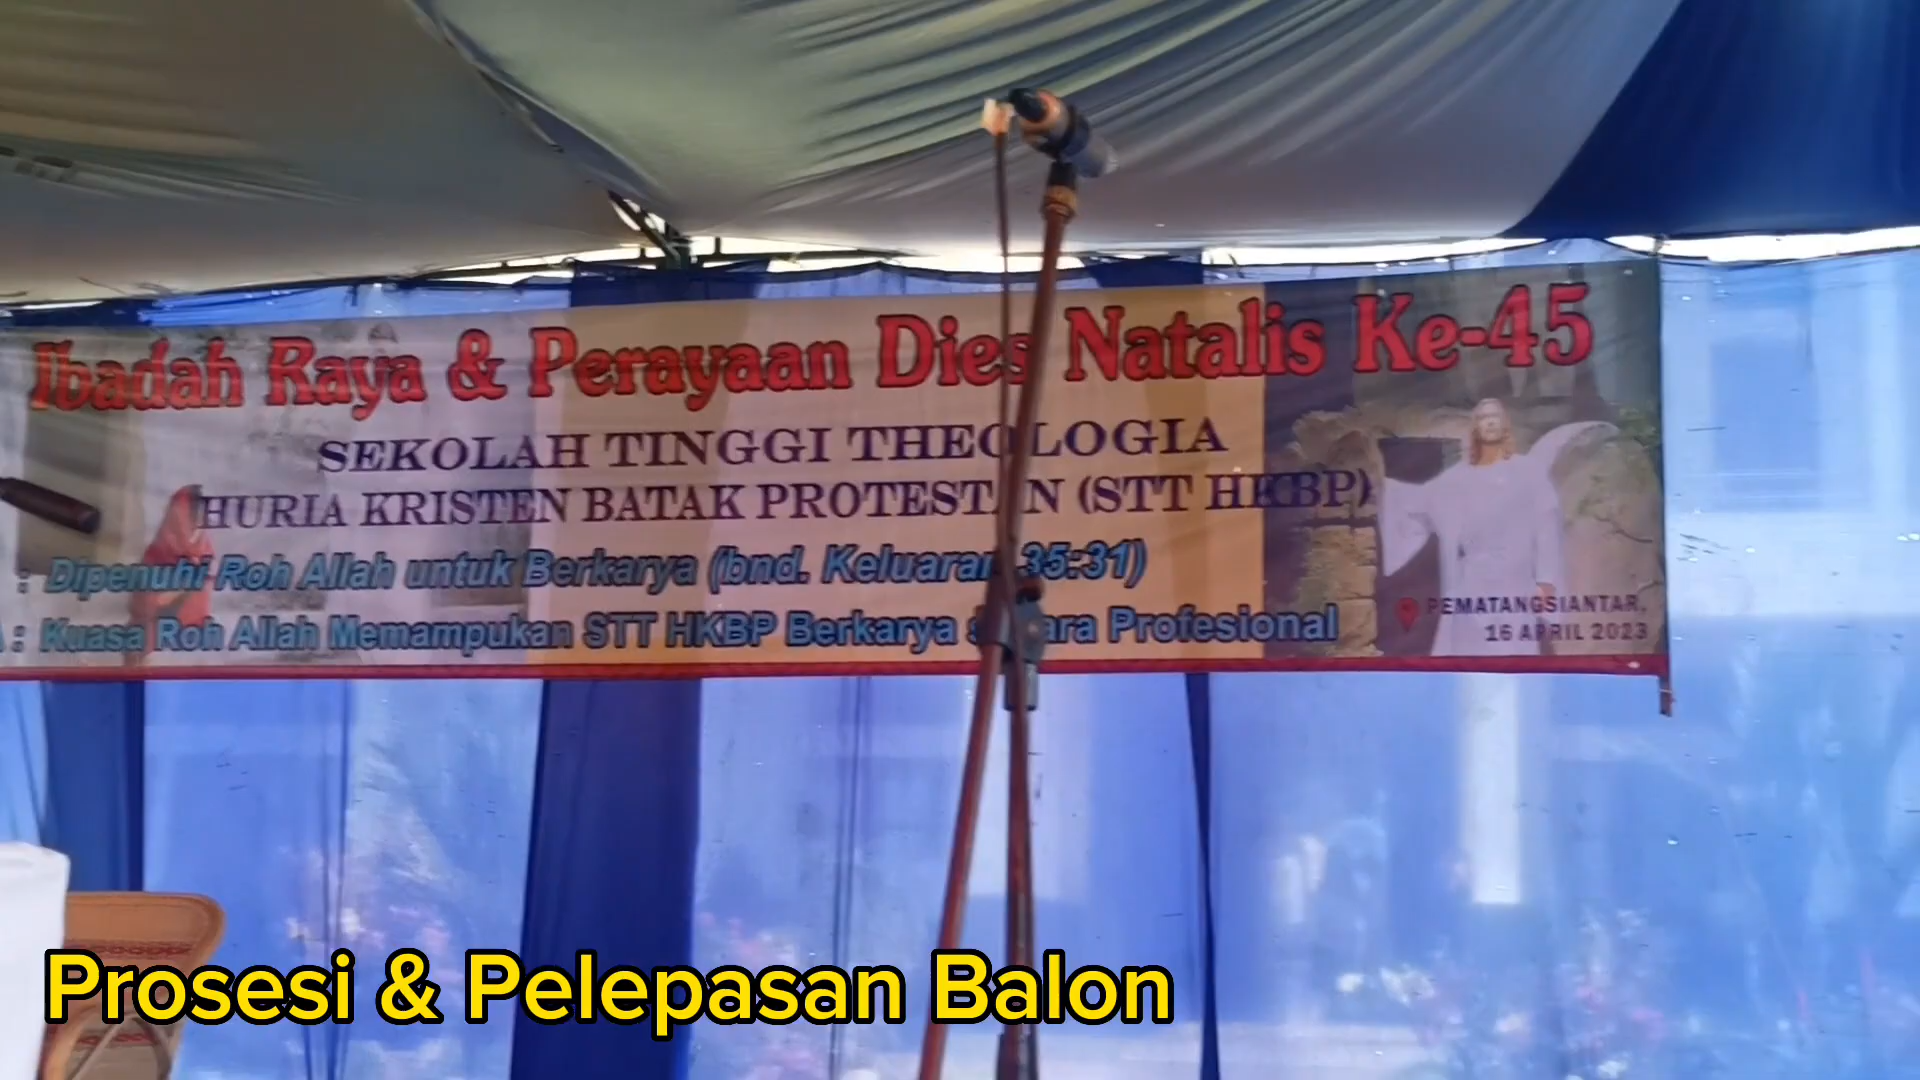 Ibadah Raya & Perayaan Dies Natalis Ke-45
SEKOLAH TINGGI THEOLOGIA
HURIA KRISTEN BATAK PROTESTAN (STT HKBP)
: Dipenuhi Roh Allah untuk Berkarya (bnd. Keluaran 35:31)
: Kuasa Roh Allah Memampukan STT HKBP Berkarya secara Profesional
PEMATANGSIANTAR,
16 APRIL 2023
Prosesi & Pelepasan Balon